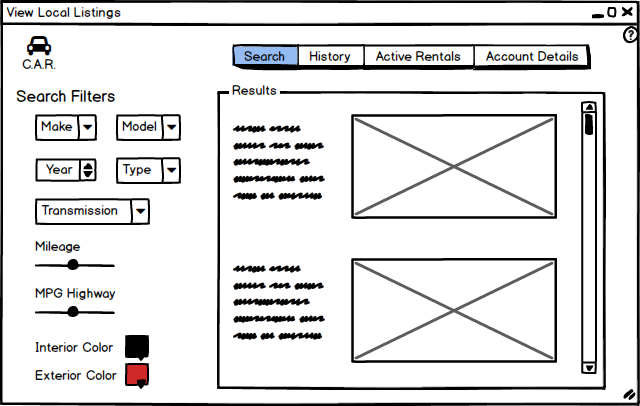 View Local Listings
?
C.A.R.
Search History Active Rentals Account Details
Search Filters
Results
Make Model
Year Type
Transmission
Mileage
MPG Highway
Interior Color
Exterior Color